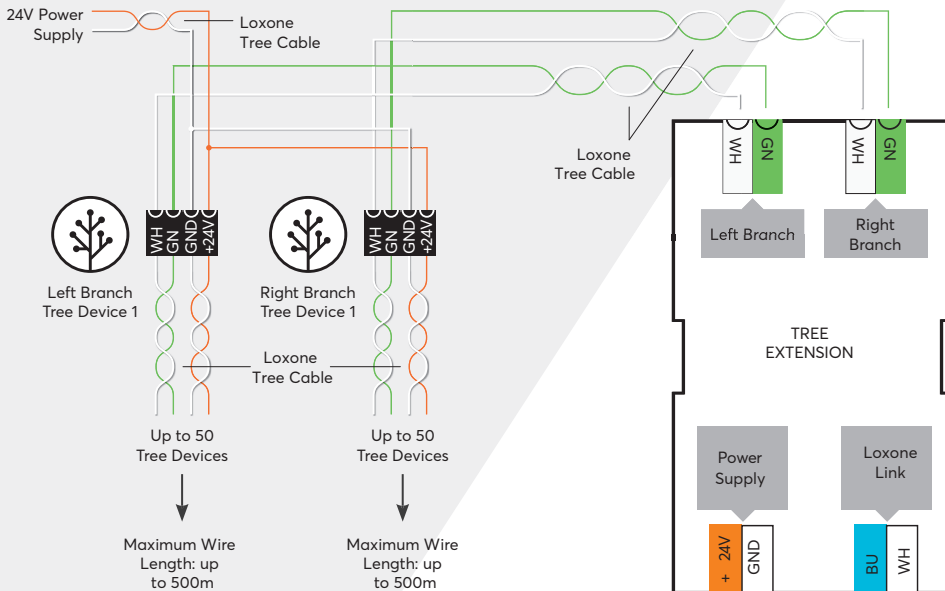 24V Power
Supply
Loxone
Tree Cable
Loxone
Tree Cable
WH
GN
WH
GN
Left Branch
Right
Branch
WH
GN
GND
+24V
WH
GN
GND
+24V
Left Branch
Tree Device 1
Right Branch
Tree Device 1
TREE
EXTENSION
Loxone
Tree Cable
Up to 50
Tree Devices
Up to 50
Tree Devices
Maximum Wire
Length: up
to 500m
Maximum Wire
Length: up
to 500m
Power
Supply
Loxone
Link
+ 24V
GND
BU
WH